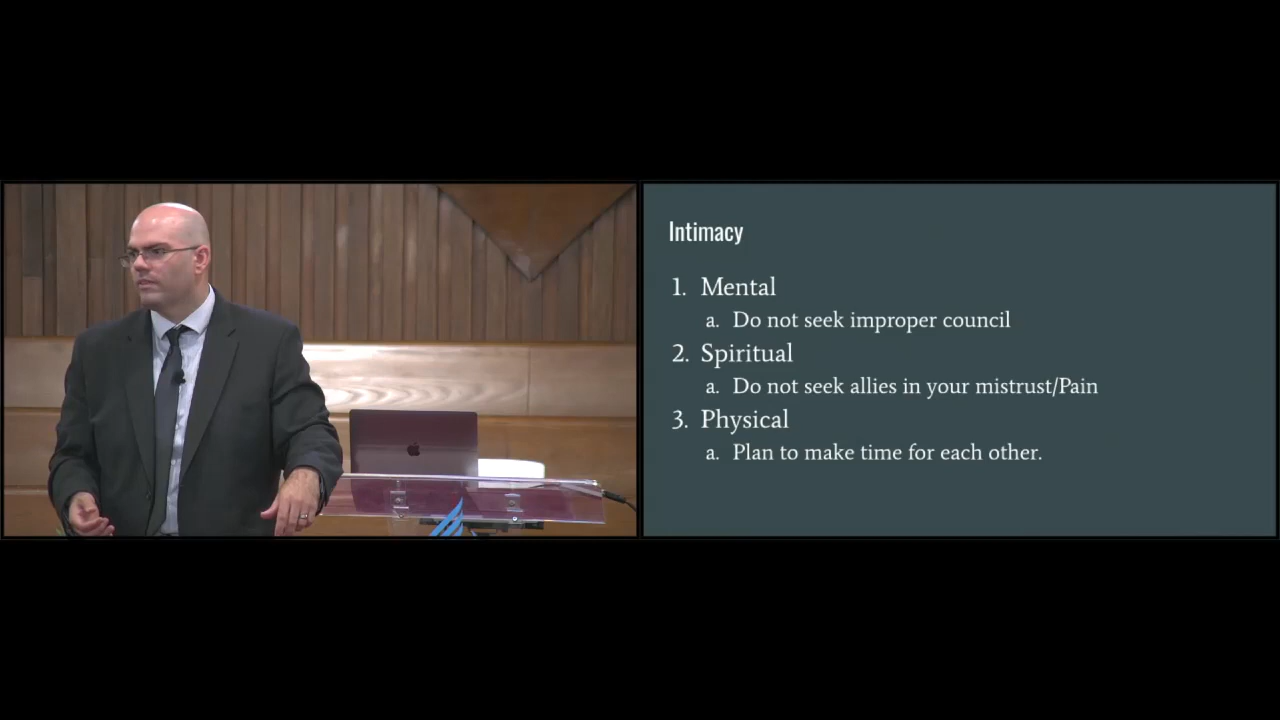 Intimacy
1. Mental
a. Do not seek improper council
2. Spiritual
a. Do not seek allies in your mistrust/Pain
3. Physical
a. Plan to make time for each other.